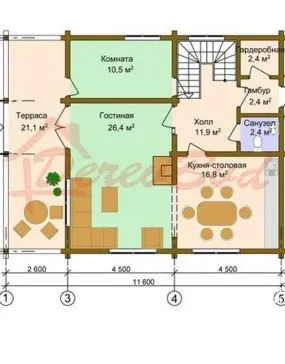 Комната
10,5 м²
Гардеробная
2,4 м²
Тамбур
2,4 м²
Терраса
21,1 м²
Гостиная
26,4 м²
Холл
11,9 м²
Санузел
2,4 м²
Кухня-столовая
16,8 м²
DerevBud
2 600
4 500
4 500
11 600
1
3
4
5